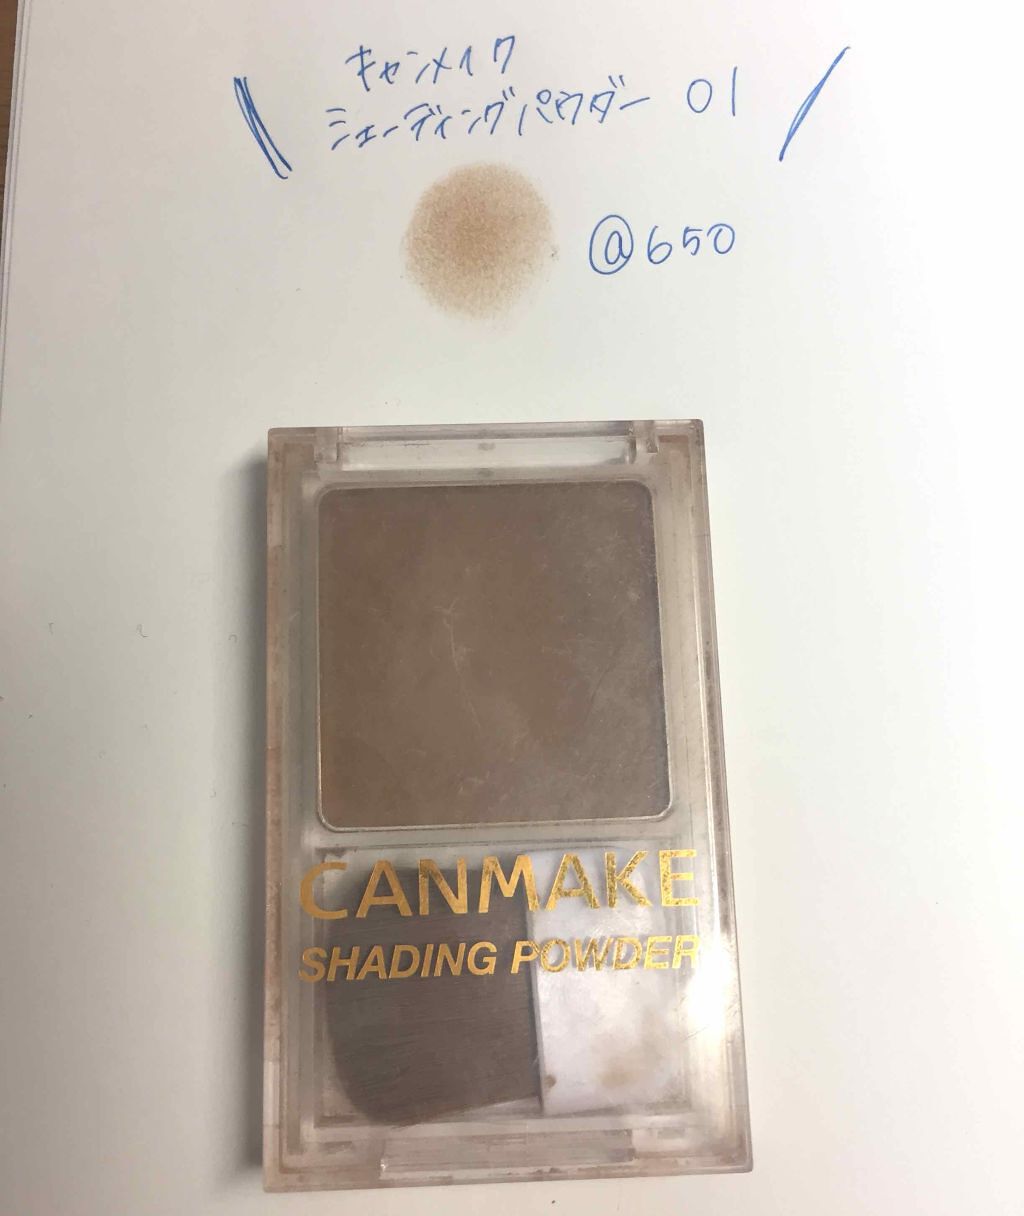 キャンメイク
シェーディングパウダー 01
@650
CANMAKE
SHADING POWDER